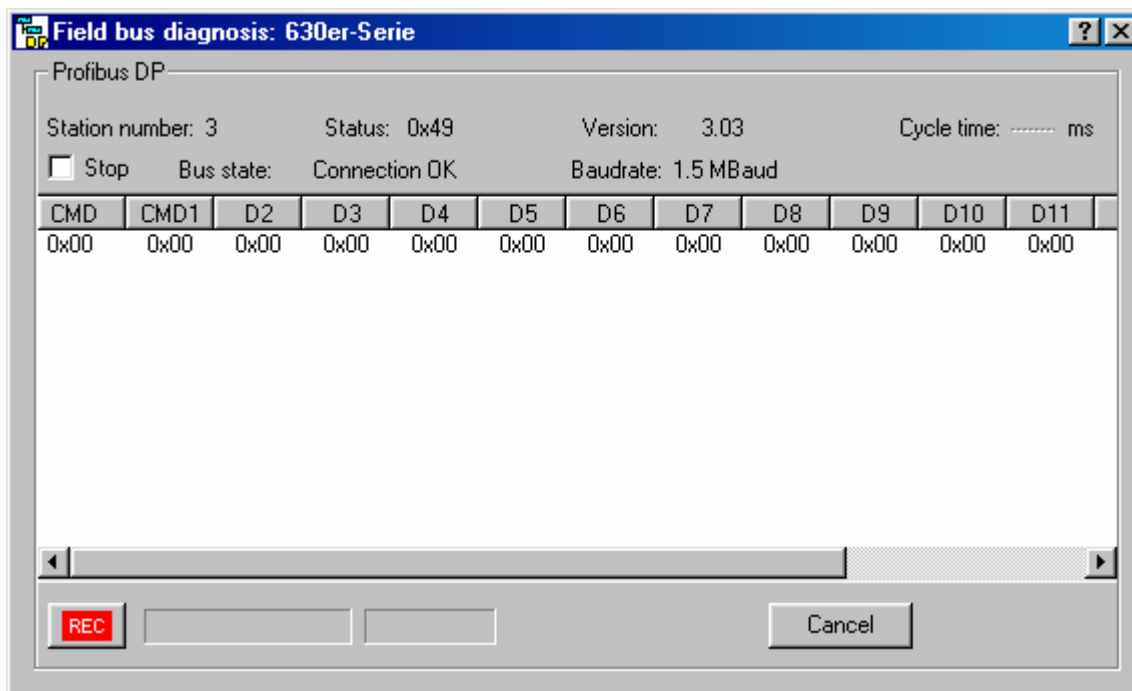 Field bus diagnosis: 630er-Serie ?
Profibus DP
Station number: 3 Status: 0x49 Version: 3.03 Cycle time: ------- ms
Stop Bus state: Connection OK Baudrate: 1.5 MBaud
CMD CMD1 D2 D3 D4 D5 D6 D7 D8 D9 D10 D11
0x00 0x00 0x00 0x00 0x00 0x00 0x00 0x00 0x00 0x00 0x00 0x00
REC Cancel